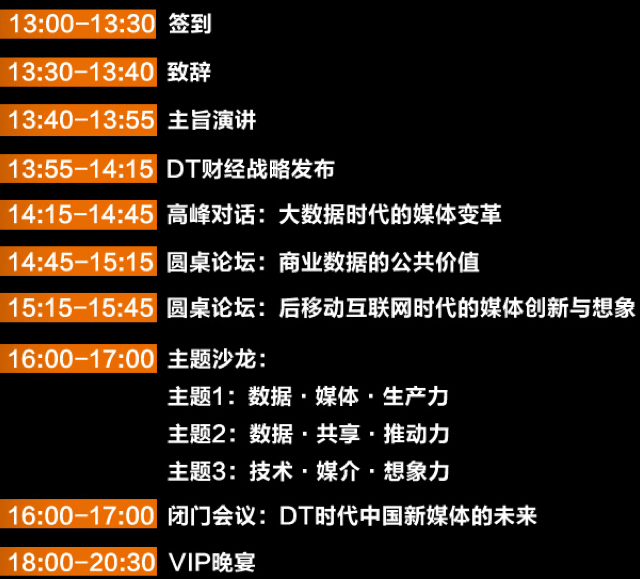 13:00-13:30 签到
13:30-13:40 致辞
13:40-13:55 主旨演讲
13:55-14:15 DT财经战略发布
14:15-14:45 高峰对话：大数据时代的媒体变革
14:45-15:15 圆桌论坛：商业数据的公共价值
15:15-15:45 圆桌论坛：后移动互联网时代的媒体创新与想象
16:00-17:00 主题沙龙：
主题1：数据·媒体·生产力
主题2：数据·共享·推动力
主题3：技术·媒介·想象力
16:00-17:00 闭门会议：DT时代中国新媒体的未来
18:00-20:30 VIP晚宴